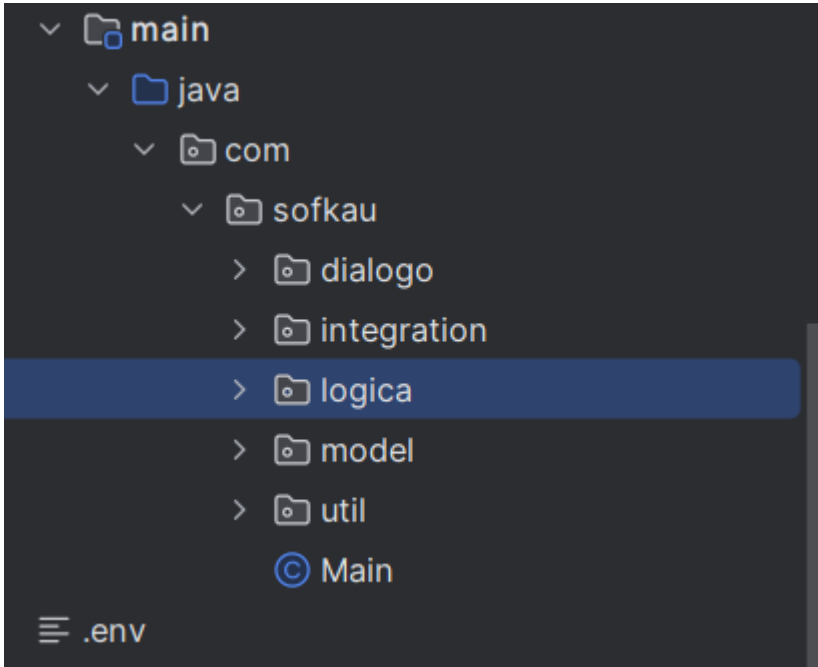 main
java
com
sofkau
dialogo
integration
logica
model
util
C Main
.env